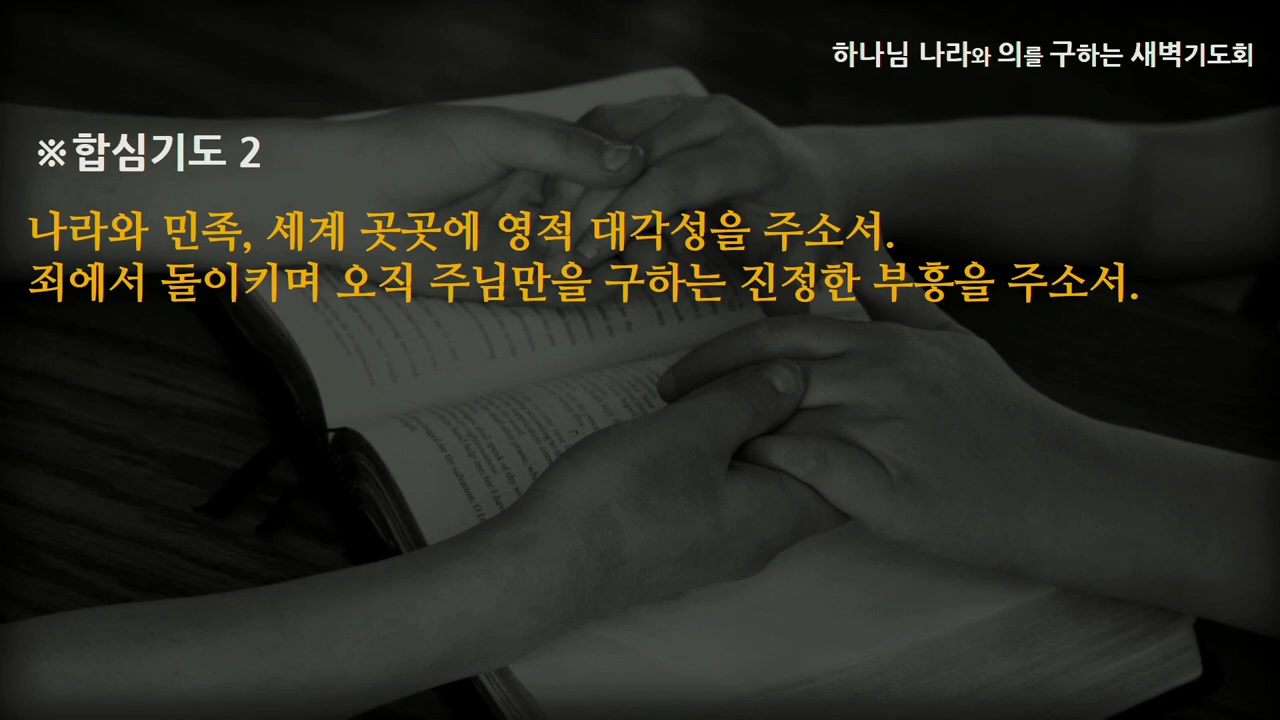 하나님 나라와 의를 구하는 새벽기도회
※합심기도 2
나라와 민족, 세계 곳곳에 영적 대각성을 주소서.
죄에서 돌이키며 오직 주님만을 구하는 진정한 부흥을 주소서.